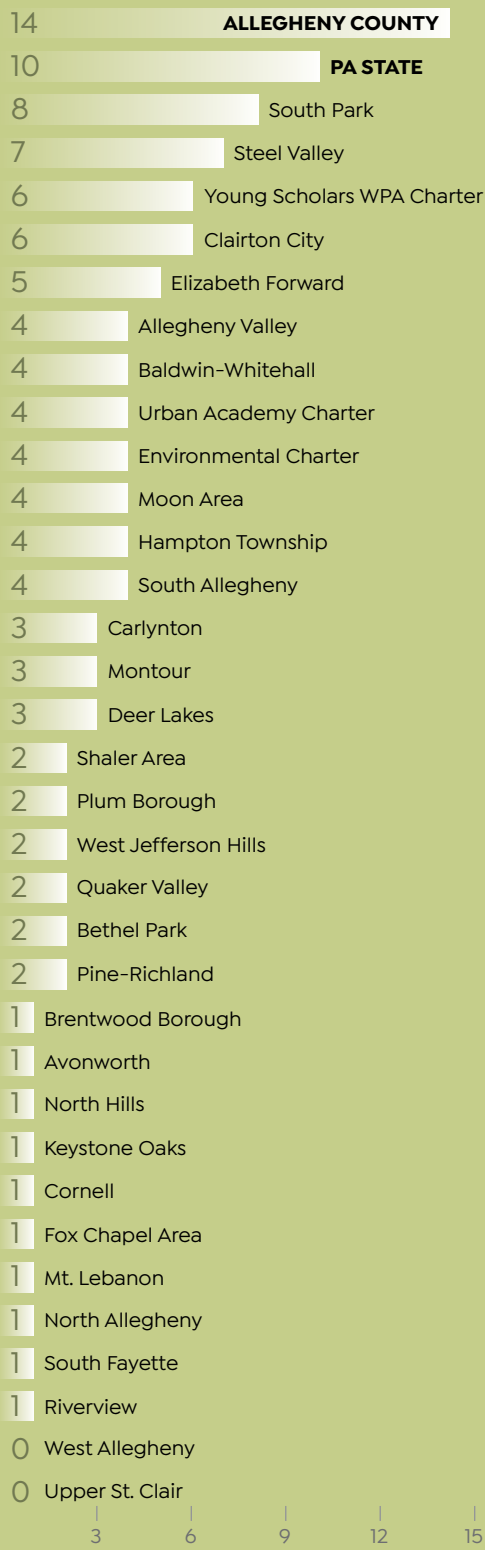 14 ALLEGHENY COUNTY
10 PA STATE
8 South Park
7 Steel Valley
6 Young Scholars WPA Charter
6 Clairton City
5 Elizabeth Forward
4 Allegheny Valley
4 Baldwin-Whitehall
4 Urban Academy Charter
4 Environmental Charter
4 Moon Area
4 Hampton Township
4 South Allegheny
3 Carlynton
3 Montour
3 Deer Lakes
2 Shaler Area
2 Plum Borough
2 West Jefferson Hills
2 Quaker Valley
2 Bethel Park
2 Pine-Richland
1 Brentwood Borough
1 Avonworth
1 North Hills
1 Keystone Oaks
1 Cornell
1 Fox Chapel Area
1 Mt. Lebanon
1 North Allegheny
1 South Fayette
1 Riverview
0 West Allegheny
0 Upper St. Clair
3 6 9 12 15